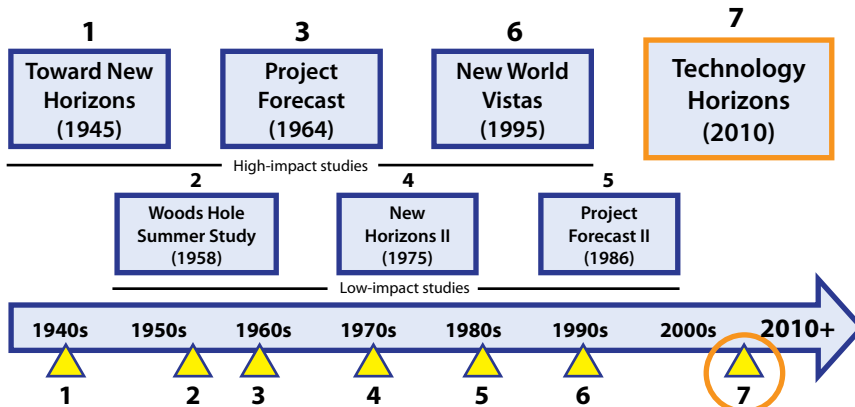 1
Toward New
Horizons
(1945)
3
Project
Forecast
(1964)
6
New World
Vistas
(1995)
7
Technology
Horizons
(2010)
High-impact studies
2
Woods Hole
Summer Study
(1958)
4
New
Horizons II
(1975)
5
Project
Forecast II
(1986)
Low-impact studies
1940s 1950s 1960s 1970s 1980s 1990s 2000s 2010+
1 2 3 4 5 6 7